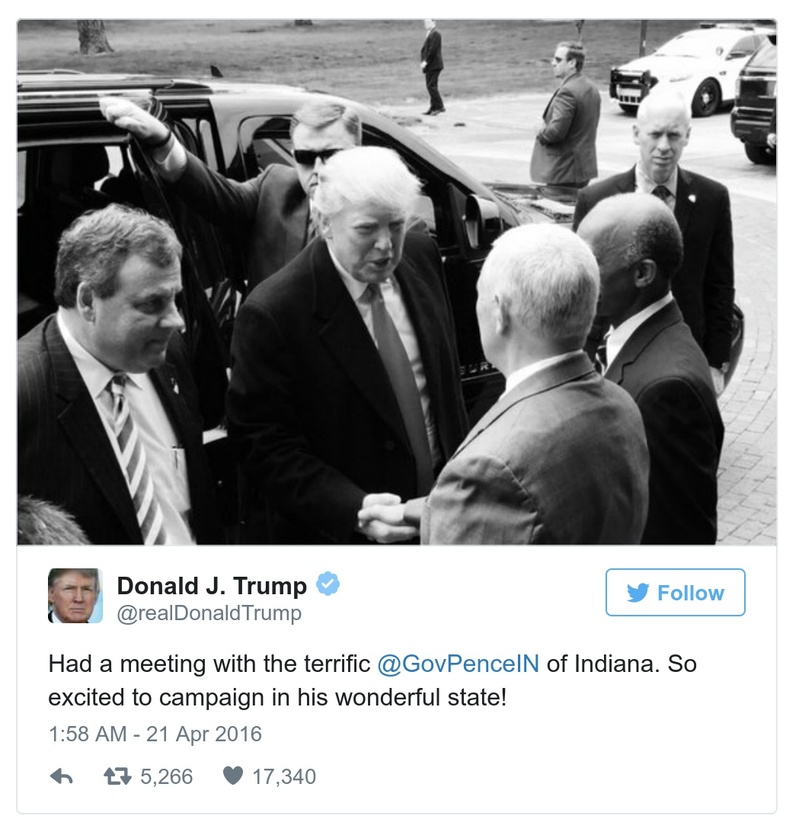 Donald J. Trump
@realDonaldTrump
Follow
Had a meeting with the terrific @GovPenceIN of Indiana. So
excited to campaign in his wonderful state!
1:58 AM - 21 Apr 2016
5,266 17,340